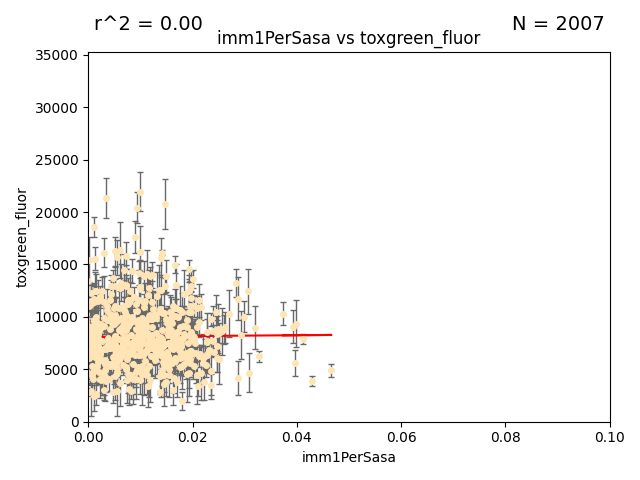 r^2 = 0.00
N = 2007
imm1PerSasa vs toxgreen_fluor
35000
30000
25000
20000
15000
10000
5000
0
toxgreen_fluor
0.00
0.02
0.04
0.06
0.08
0.10
imm1PerSasa